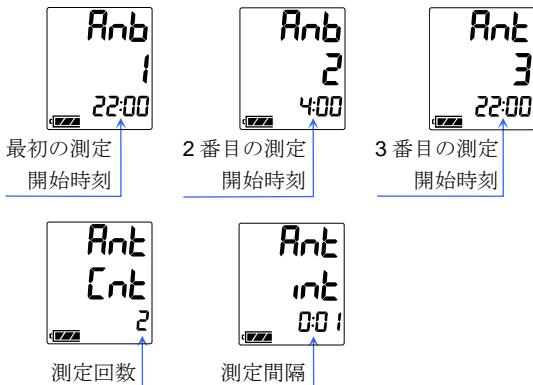 Anb
1
22:00
最初の測定
開始時刻
Anb
2
4:00
2 番目の測定
開始時刻
Ant
3
22:00
3 番目の測定
開始時刻
Ant
Cnt
2
測定回数
Ant
int
0:01
測定間隔